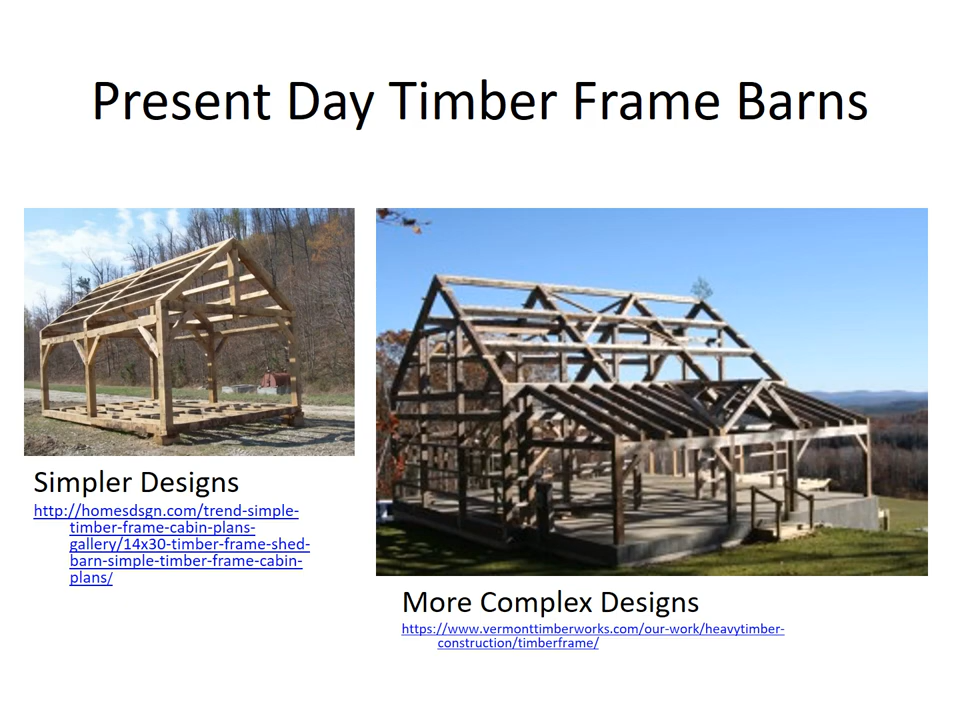 Present Day Timber Frame Barns
Simpler Designs
http://homesdsgn.com/trend-simple-
timber-frame-cabin-plans-
gallery/14x30-timber-frame-shed-
barn-simple-timber-frame-cabin-
plans/
More Complex Designs
https://www.vermonttimberworks.com/our-work/heavytimber-
construction/timberframe/